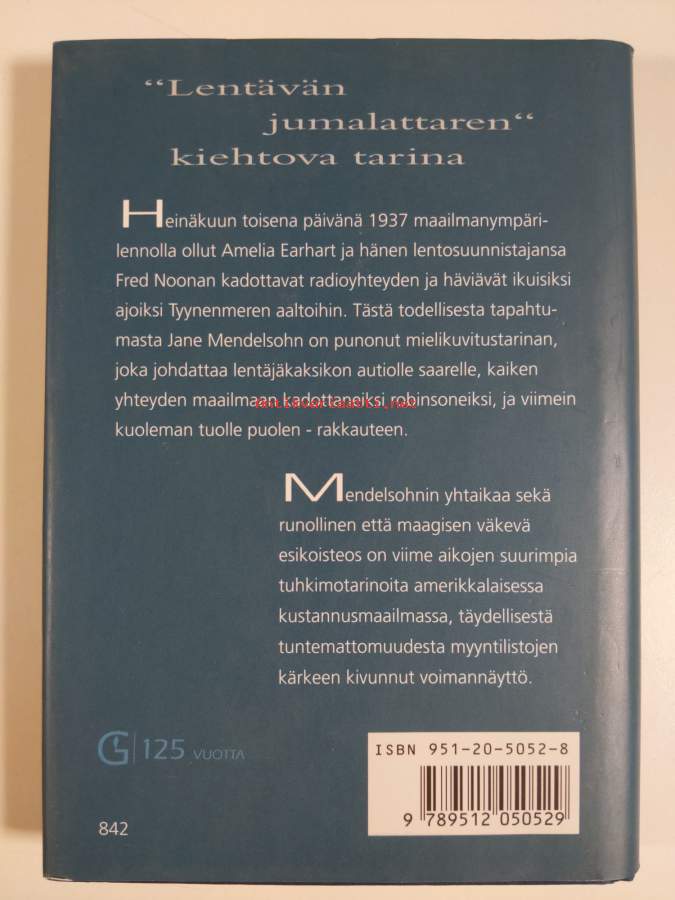 “Lentävän
jumalattaren“
kiehtova tarina
Heinäkuun toisena päivänä 1937 maailmanympäri-
lennolla ollut Amelia Earhart ja hänen lentosuunnistajansa
Fred Noonan kadottavat radioyhteyden ja häviävät ikuisiksi
ajoiksi Tyynenmeren aaltoihin. Tästä todellisesta tapahtu-
masta Jane Mendelsohn on punonut mielikuvitustarinan,
joka johdattaa lentäjäkaksikon autiolle saarelle, kaiken
yhteyden maailmaan kadottaneiksi robinsoneiksi, ja viimein
antikvariaatti.net
kuoleman tuolle puolen - rakkauteen.
Mendelsohnin yhtaikaa sekä
runollinen että maagisen väkevä
esikoisteos on viime aikojen suurimpia
tuhkimotarinoita amerikkalaisessa
kustannusmaailmassa, täydellisestä
tuntemattomuudesta myyntilistojen
kärkeen kivunnut voimannäyttö.
G 125 VUOTTA
ISBN 951-20-5052-8
9 789512 050529
842